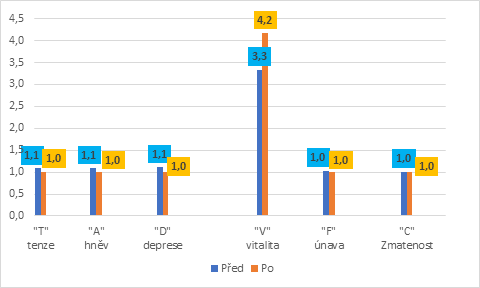 4,5
4,0
3,5
3,0
2,5
2,0
1,5
1,0
0,5
0,0
1,1
1,0
1,1
1,0
1,1
1,0
3,3
4,2
1,0
1,0
1,0
1,0
"T"
tenze
"A"
hněv
"D"
deprese
"V"
vitalita
"F"
únava
"C"
Zmatenost
Před
Po